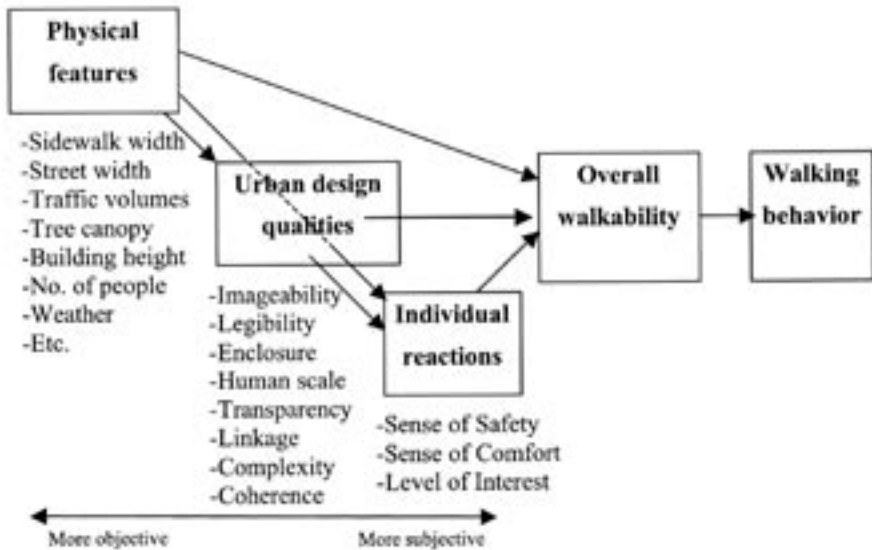 Physical
features
-Sidewalk width
-Street width
-Traffic volumes
-Tree canopy
-Building height
-No. of people
-Weather
-Etc.
Urban design
qualities
-Imageability
-Legibility
-Enclosure
-Human scale
-Transparency
-Linkage
-Complexity
-Coherence
Individual
reactions
-Sense of Safety
-Sense of Comfort
-Level of Interest
Overall
walkability
Walking
behavior
More objective
More subjective